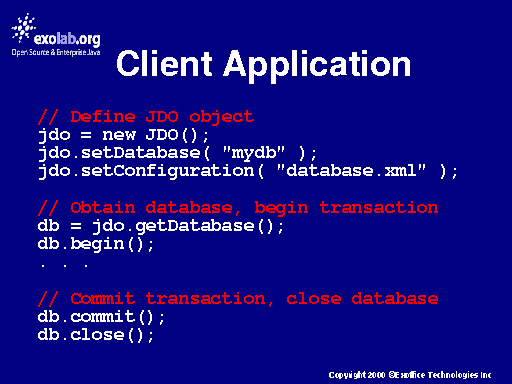 exolab.org
Open Source & Enterprise Java
Client Application
// Define JDO object
jdo = new JDO();
jdo.setDatabase( "mydb" );
jdo.setConfiguration( "database.xml" );
// Obtain database, begin transaction
db = jdo.getDatabase();
db.begin();
. . .
// Commit transaction, close database
db.commit();
db.close();
Copyright 2000 ©Exoffice Technologies Inc